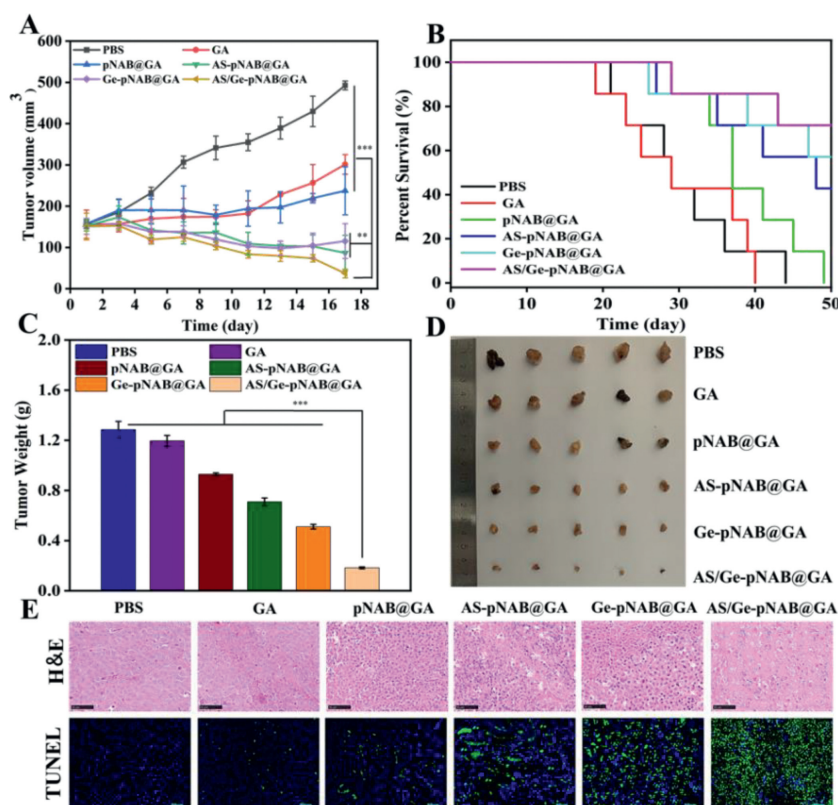 A
PBS GA
pNAB@GA AS-pNAB@GA
Ge-pNAB@GA AS/Ge-pNAB@GA
Tumor volume (mm3)
600
500
400
300
200
100
0
***
**
***
0 2 4 6 8 10 12 14 16 18
Time (day)
B
Percent Survival (%)
100
80
60
40
20
0
PBS
GA
pNAB@GA
AS-pNAB@GA
Ge-pNAB@GA
AS/Ge-pNAB@GA
0 10 20 30 40 50
Time (day)
C
Tumor Weight (g)
2.0
1.6
1.2
0.8
0.4
0.0
PBS GA
pNAB@GA AS-pNAB@GA
Ge-pNAB@GA AS/Ge-pNAB@GA
***
D
PBS
GA
pNAB@GA
AS-pNAB@GA
Ge-pNAB@GA
AS/Ge-pNAB@GA
E
PBS GA pNAB@GA AS-pNAB@GA Ge-pNAB@GA AS/Ge-pNAB@GA
H&E
TUNEL